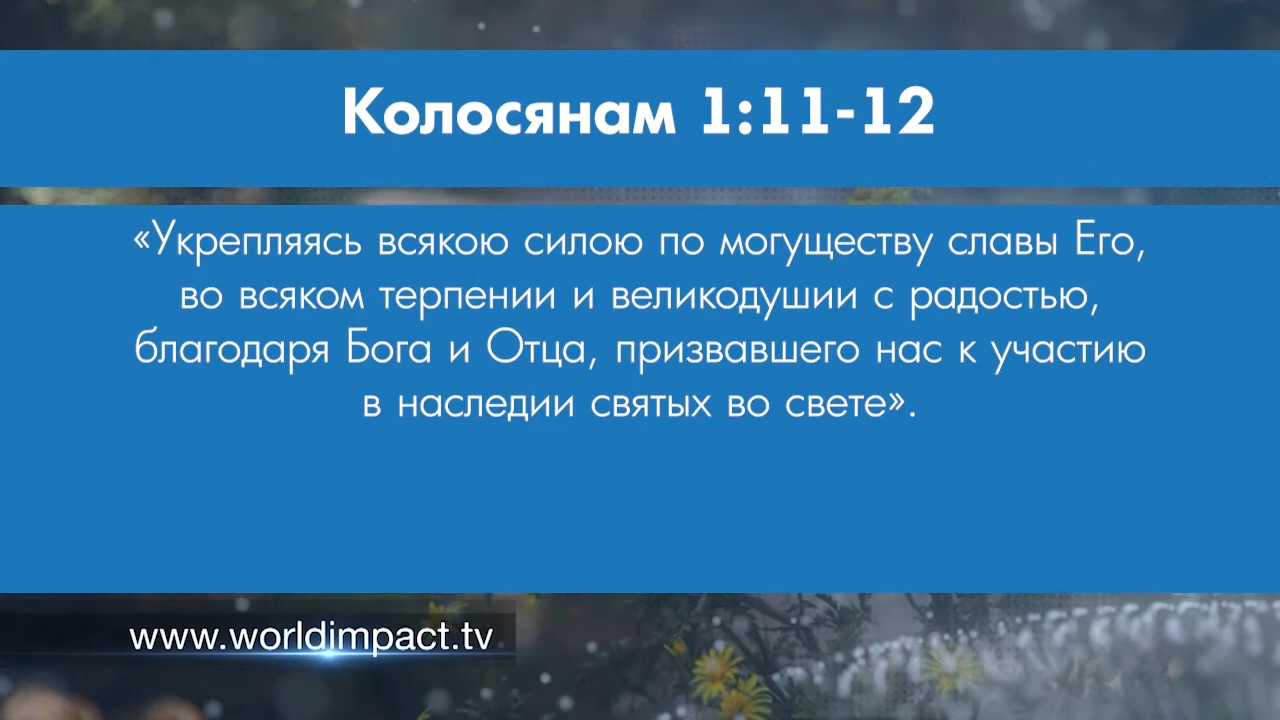 Колосянам 1:11-12
«Укрепляясь всякою силою по могуществу славы Его,
во всяком терпении и великодушии с радостью,
благодаря Бога и Отца, призвавшего нас к участию
в наследии святых во свете».
www.worldimpact.tv